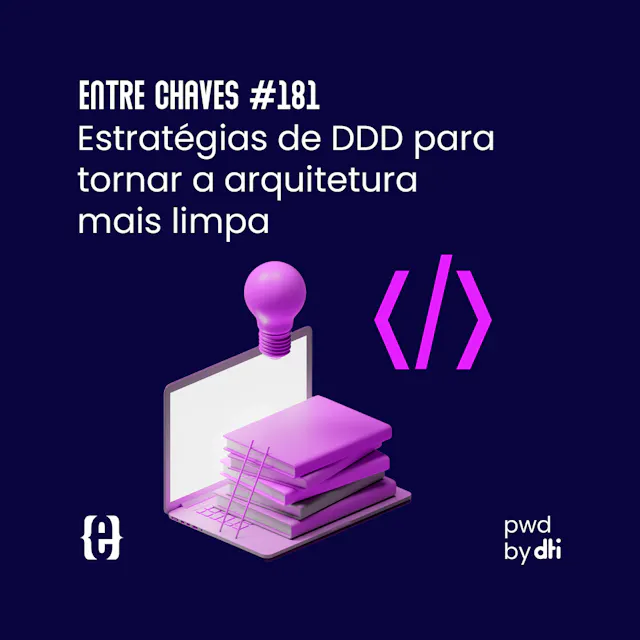 ENTRE CHAVES #181
Estratégias de DDD para
tornar a arquitetura
mais limpa
</>
{e}
pwd
by dti